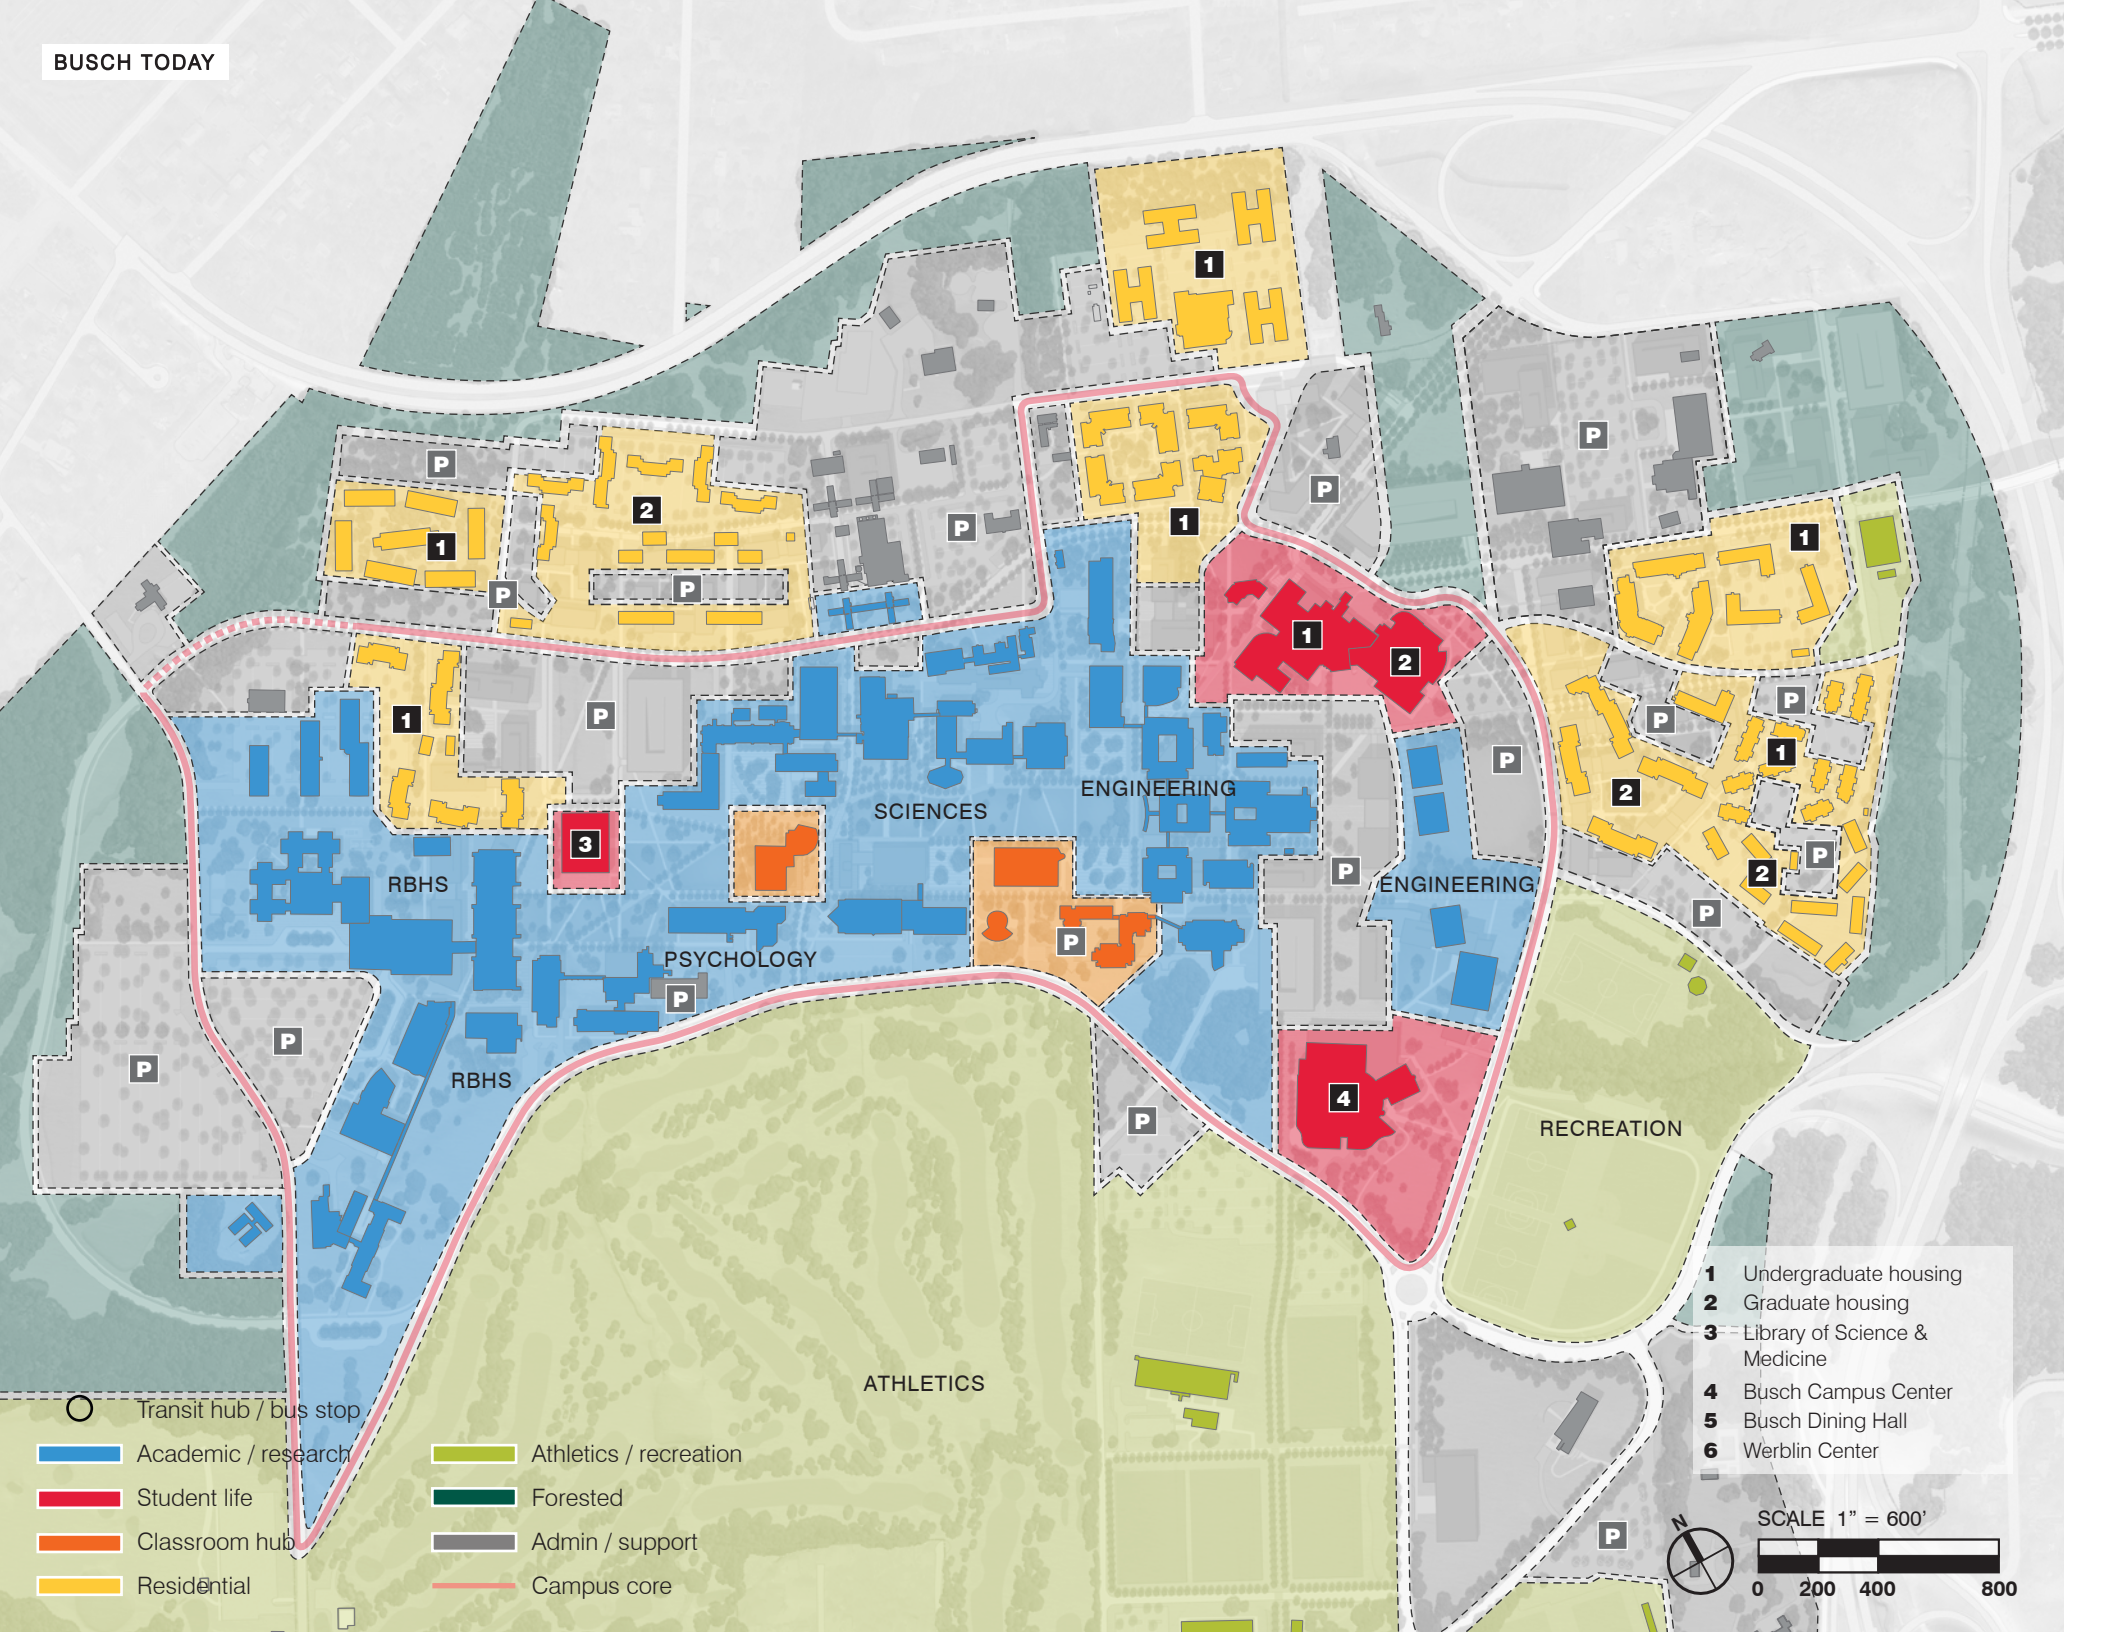 BUSCH TODAY
1
P
2
1
P
P
P
P
1
P
P
1
1
2
P
1
P
P
1
P
2
1
P
2
P
P
3
SCIENCES
ENGINEERING
RBHS
P
ENGINEERING
P
P
PSYCHOLOGY
P
P
P
RBHS
4
P
RECREATION
ATHLETICS
P
1 Undergraduate housing
2 Graduate housing
3 Library of Science &
Medicine
4 Busch Campus Center
5 Busch Dining Hall
6 Werblin Center
Transit hub / bus stop
Academic / research
Student life
Classroom hub
Residential
Athletics / recreation
Forested
Admin / support
Campus core
N
SCALE 1” = 600’
0 200 400 800